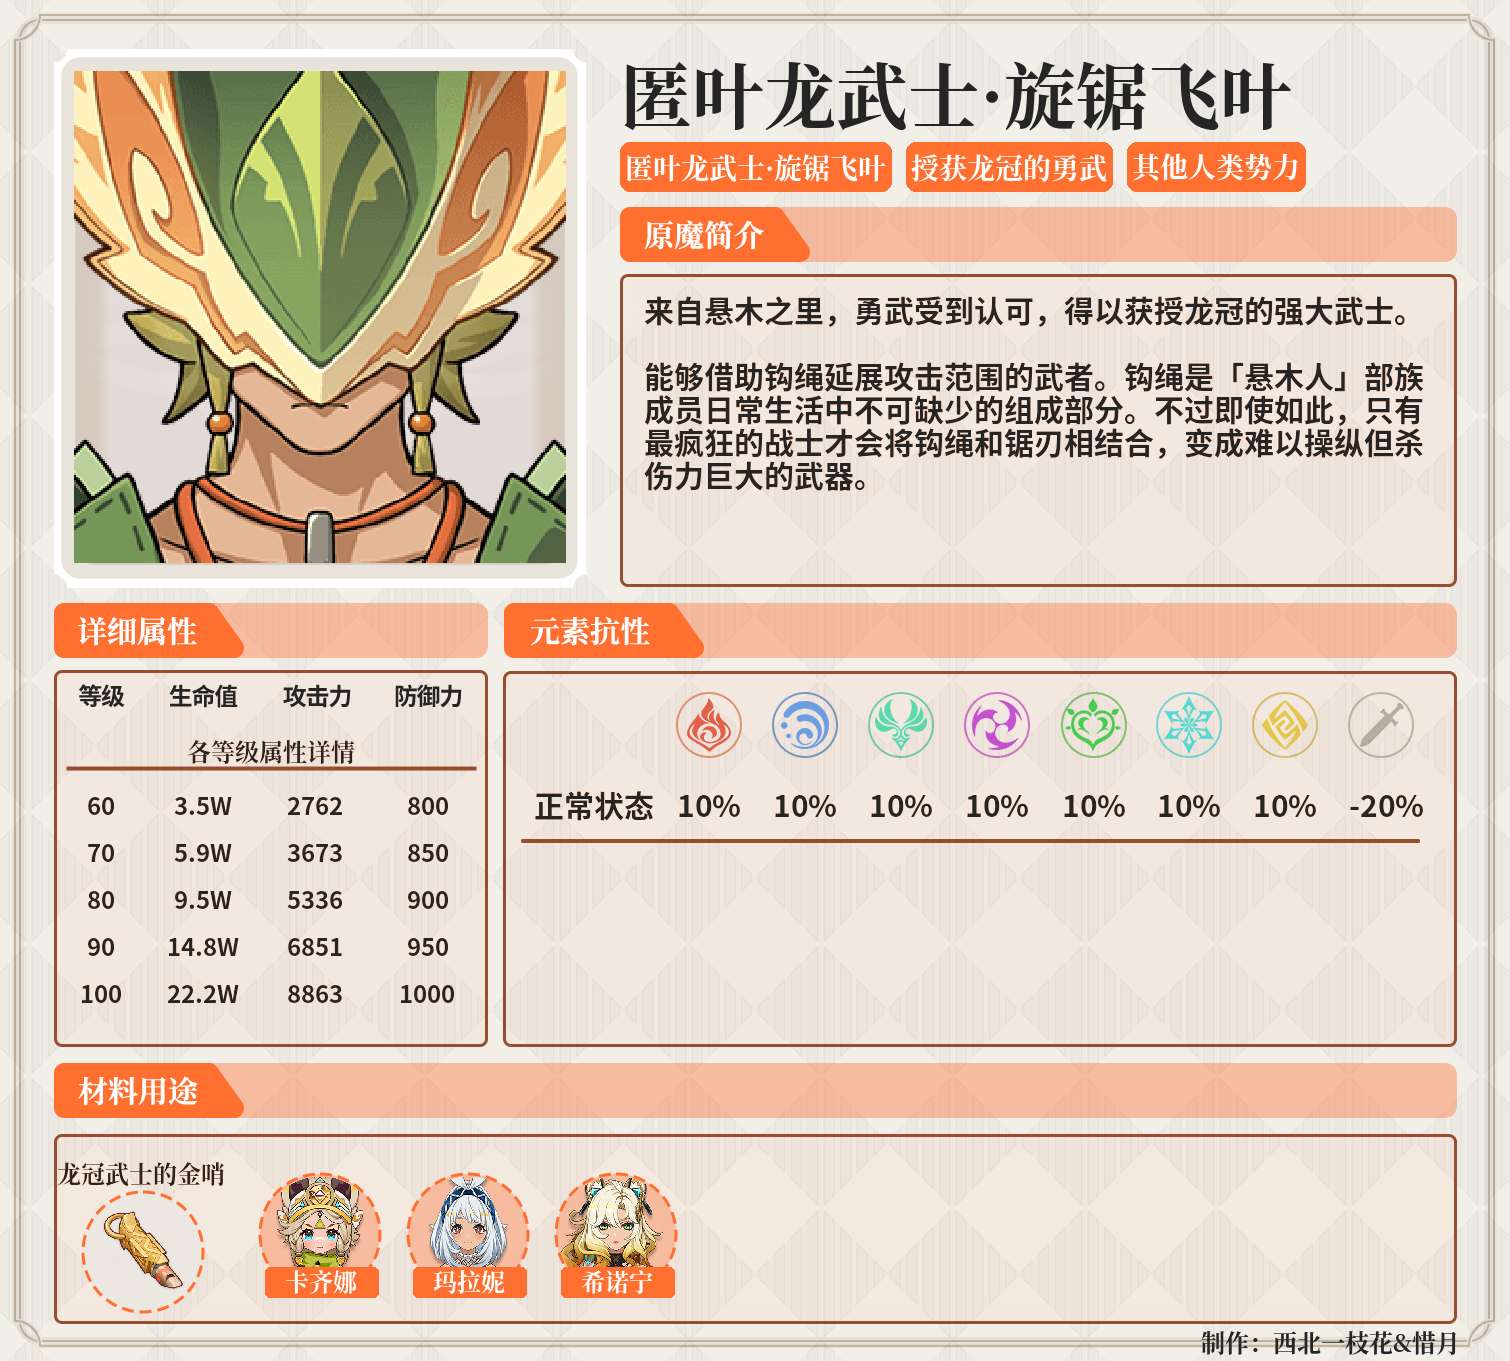 匿叶龙武士·旋锯飞叶
匿叶龙武士·旋锯飞叶 授获龙冠的勇武 其他人类势力
原魔简介
来自悬木之里，勇武受到认可，得以获授龙冠的强大武士。
能够借助钩绳延展攻击范围的武者。钩绳是「悬木人」部族
成员日常生活中不可缺少的组成部分。不过即使如此，只有
最疯狂的战士才会将钩绳和锯刃相结合，变成难以操纵但杀
伤力巨大的武器。
详细属性
等级 生命值 攻击力 防御力
各等级属性详情
60 3.5W 2762 800
70 5.9W 3673 850
80 9.5W 5336 900
90 14.8W 6851 950
100 22.2W 8863 1000
元素抗性
正常状态 10% 10% 10% 10% 10% 10% 10% -20%
材料用途
龙冠武士的金哨
卡齐娜 玛拉妮 希诺宁
制作：西北一枝花&惜月